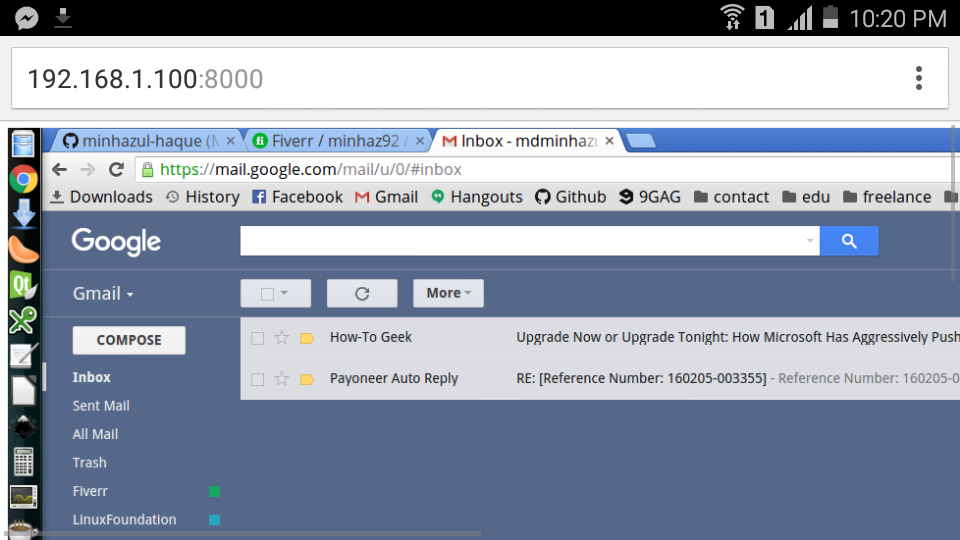 1 10:20 PM
192.168.1.100:8000
minhazul-haque (M Fiverr / minhaz92 / Inbox - mdminhazu
https://mail.google.com/mail/u/0/#inbox
Downloads History Facebook Gmail Hangouts Github 9GAG contact edu freelance
Google
Gmail More
COMPOSE
How-To Geek Upgrade Now or Upgrade Tonight: How Microsoft Has Aggressively Push
Inbox
Payoneer Auto Reply RE: [Reference Number: 160205-003355] - Reference Number: 160205-0
Sent Mail
All Mail
Trash
Fiverr
LinuxFoundation